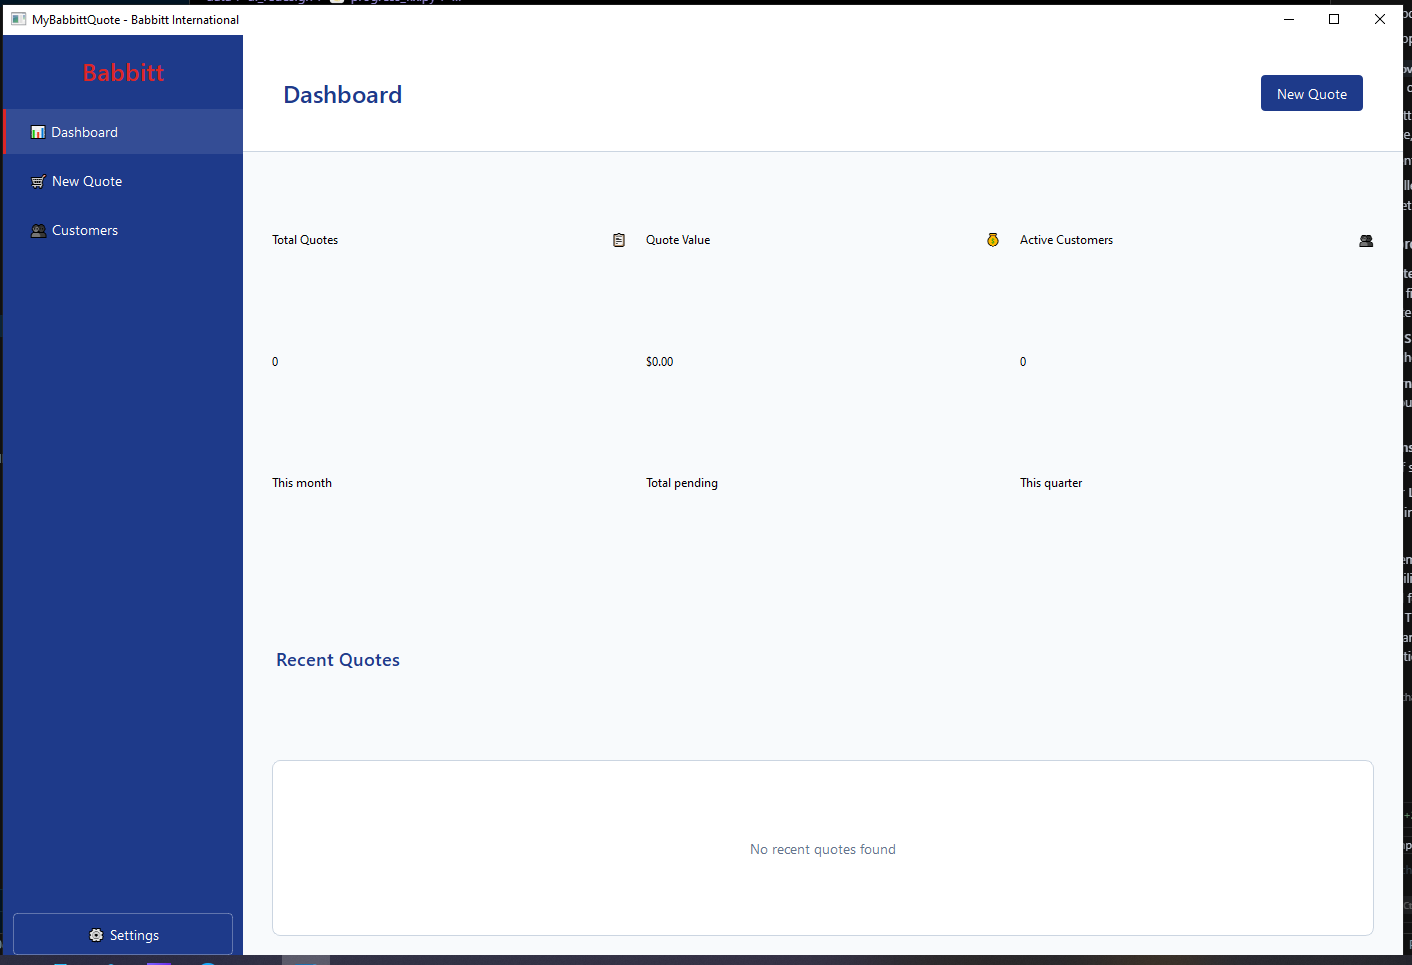 MyBabbittQuote - Babbitt International
Babbitt
Dashboard
New Quote
Customers
Settings
Dashboard
New Quote
Total Quotes
0
This month
Quote Value
$0.00
Total pending
Active Customers
0
This quarter
Recent Quotes
No recent quotes found